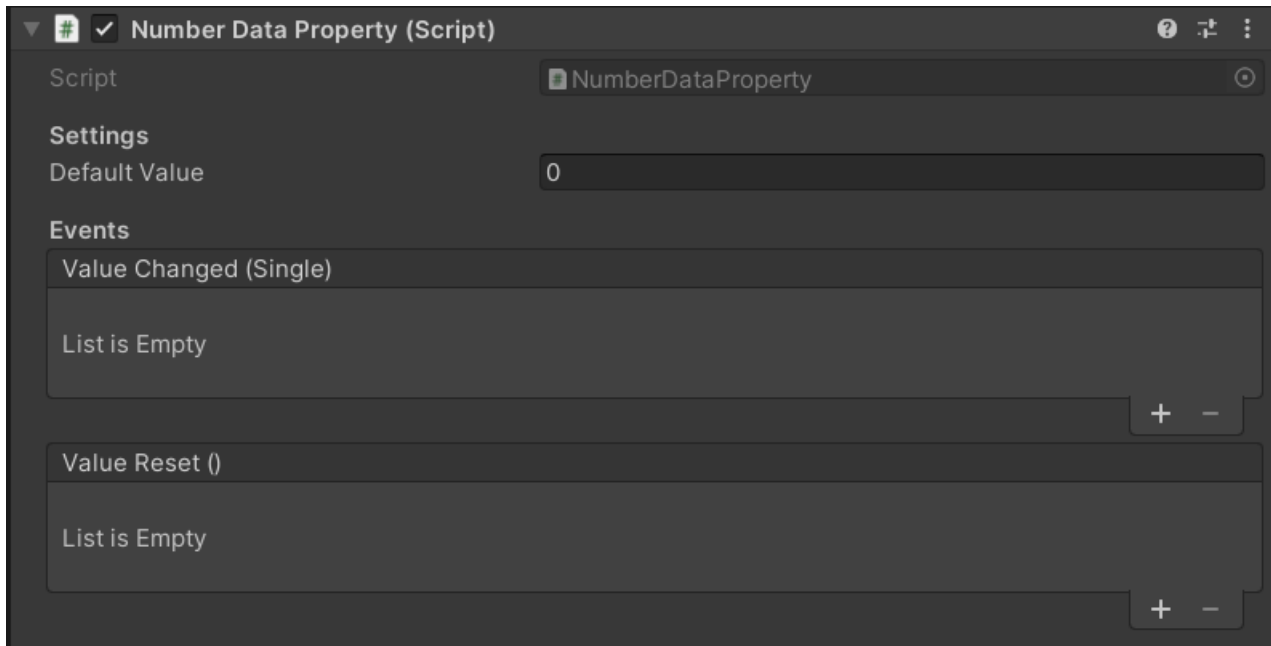 Number Data Property (Script)
Script NumberDataProperty
Settings
Default Value 0
Events
Value Changed (Single)
List is Empty
+ −
Value Reset ()
List is Empty
+ −